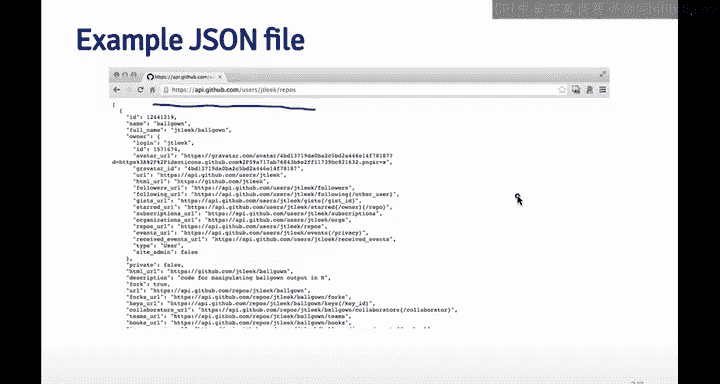 Example JSON file
https://api.github.com/u
https://api.github.com/users/jtleek/repos
[
{
"id": 12441219,
"name": "ballgown",
"full_name": "jtleek/ballgown",
"owner": {
"login": "jtleek",
"id": 1571674,
"avatar_url": "https://gravatar.com/avatar/
"gravatar_id":
"url": "https://api.github.com/users/jtleek",
"html_url": "https://github.com/jtleek",
"followers_url": "https://api.github.com/users/jtleek/followers",
"following_url": "https://api.github.com/users/jtleek/following{/other_user}",
"gists_url": "https://api.github.com/users/jtleek/gists{/gist_id}",
"starred_url": "https://api.github.com/users/jtleek/starred{/owner}{/repo}",
"subscriptions_url": "https://api.github.com/users/jtleek/subscriptions",
"organizations_url": "https://api.github.com/users/jtleek/orgs",
"repos_url": "https://api.github.com/users/jtleek/repos",
"events_url": "https://api.github.com/users/jtleek/events{/privacy}",
"received_events_url": "https://api.github.com/users/jtleek/received_events",
"type": "User",
"site_admin": false
},
"private": false,
"html_url": "https://github.com/jtleek/ballgown",
"description": "code for manipulating ballgown output in R",
"fork": true,
"url": "https://api.github.com/repos/jtleek/ballgown",
"forks_url": "https://api.github.com/repos/jtleek/ballgown/forks",
"keys_url": "https://api.github.com/repos/jtleek/ballgown/keys{/key_id}",
"collaborators_url": "https://api.github.com/repos/jtleek/ballgown/collaborators{/collaborator}",
"teams_url": "https://api.github.com/repos/jtleek/ballgown/teams",
"hooks_url": "https://api.github.com/repos/jtleek/ballgown/hooks",